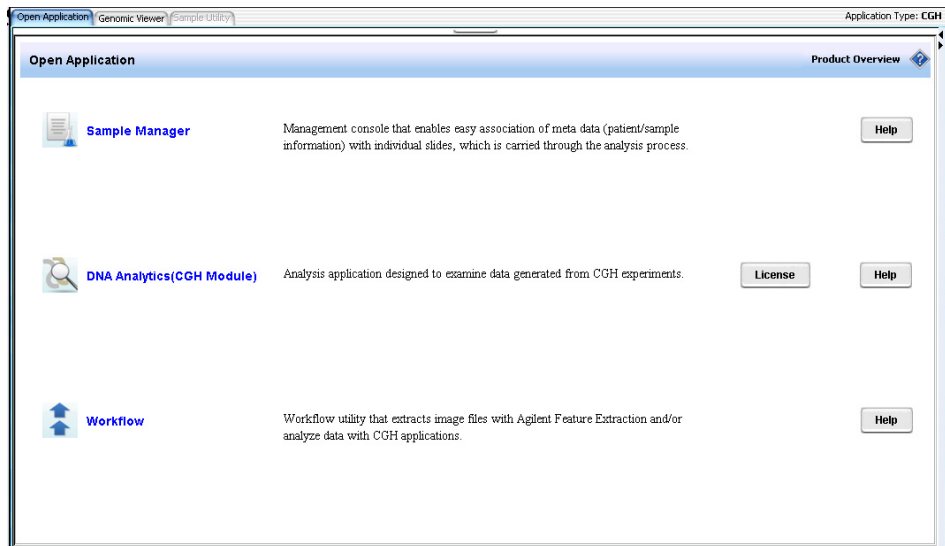 Open Application Genomic Viewer Sample Utility Application Type: CGH
Open Application Product Overview
Sample Manager
Management console that enables easy association of meta data (patient/sample
information) with individual slides, which is carried through the analysis process.
Help
DNA Analytics(CGH Module)
Analysis application designed to examine data generated from CGH experiments.
License Help
Workflow
Workflow utility that extracts image files with Agilent Feature Extraction and/or
analyze data with CGH applications.
Help